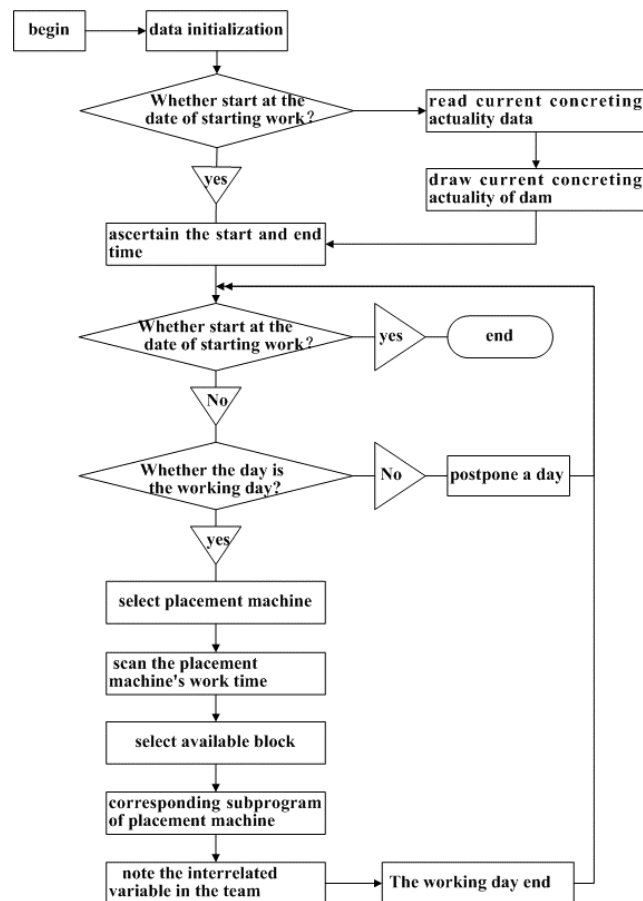 begin
data initialization
Whether start at the
date of starting work?
read current concreting
actuality data
yes
draw current concreting
actuality of dam
ascertain the start and end
time
Whether start at the
date of starting work?
yes
end
No
Whether the day is
the working day?
No
postpone a day
yes
select placement machine
scan the placement
machine's work time
select available block
corresponding subprogram
of placement machine
note the interrelated
variable in the team
The working day end